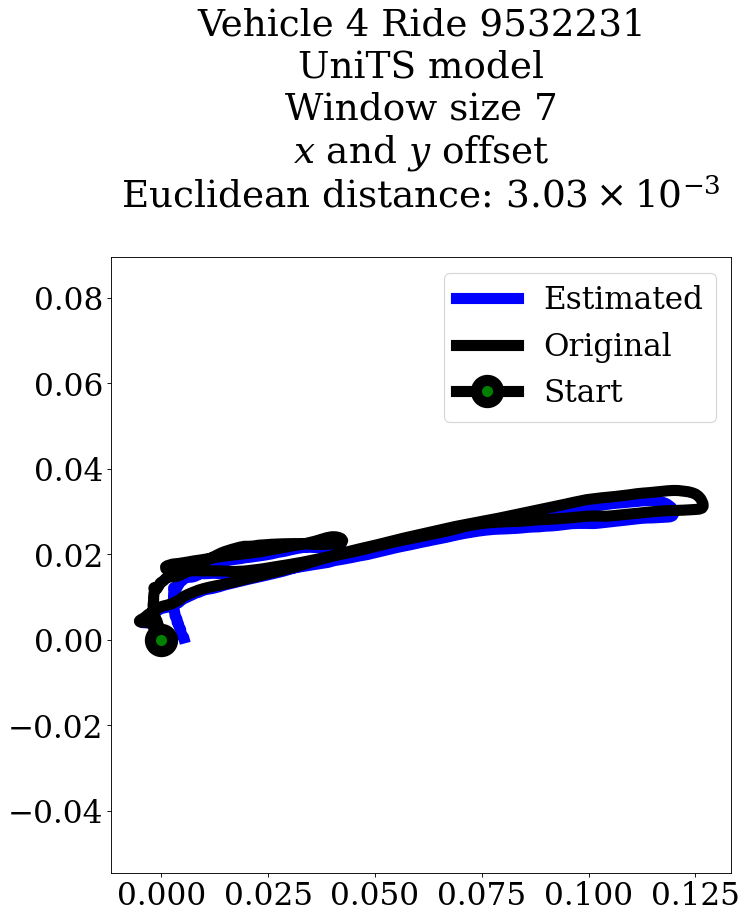 Vehicle 4 Ride 9532231
UniTS model
Window size 7
x and y offset
Euclidean distance: 3.03 × 10⁻³
Estimated
Original
Start
0.08
0.06
0.04
0.02
0.00
−0.02
−0.04
0.000 0.025 0.050 0.075 0.100 0.125